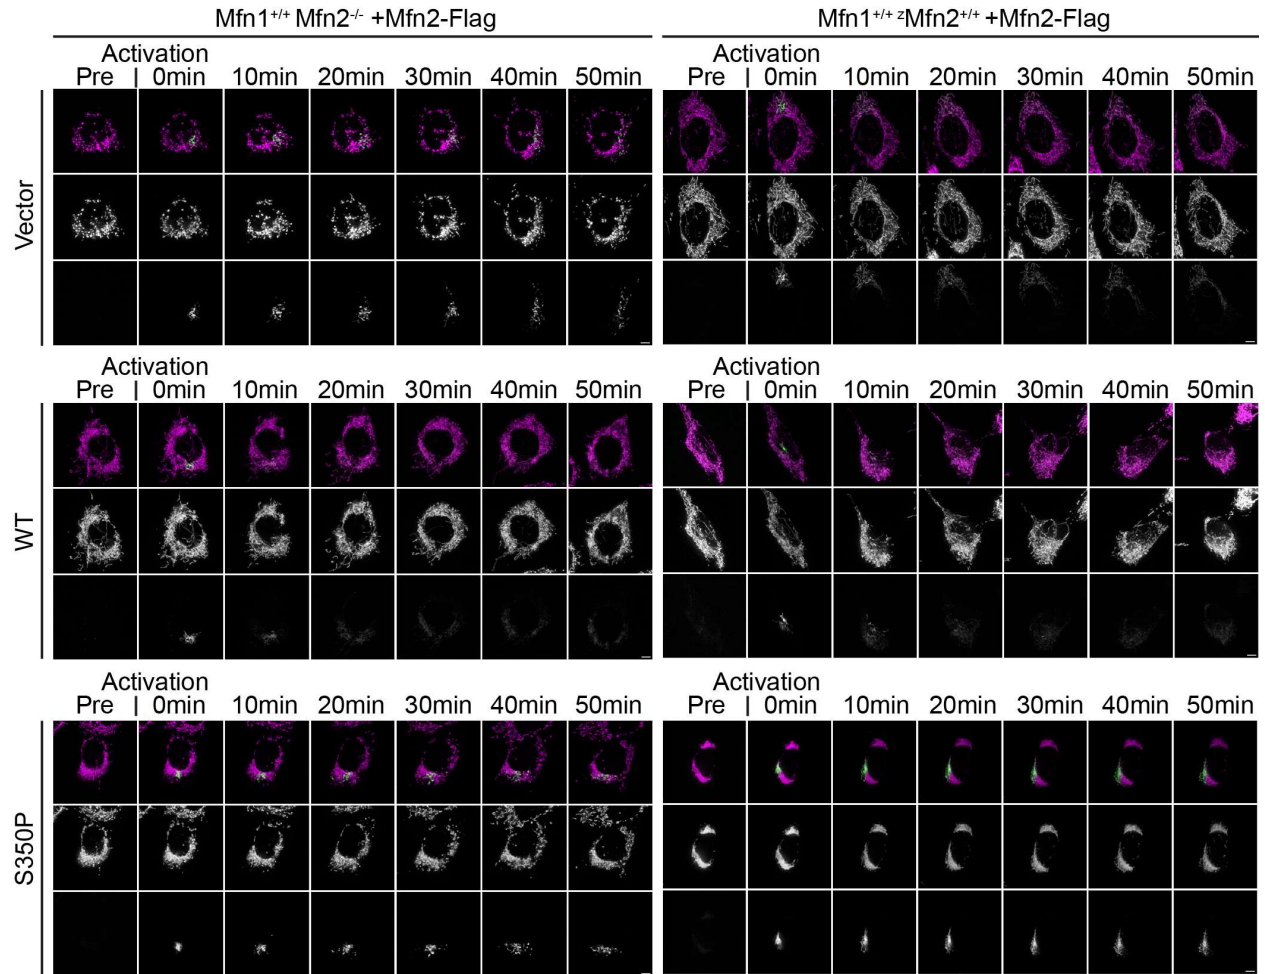 Mfn1+/+ Mfn2-/- +Mfn2-Flag
Mfn1+/+ zMfn2+/+ +Mfn2-Flag
Activation
Pre | 0min 10min 20min 30min 40min 50min
Activation
Pre | 0min 10min 20min 30min 40min 50min
Vector
Activation
Pre | 0min 10min 20min 30min 40min 50min
Activation
Pre | 0min 10min 20min 30min 40min 50min
WT
Activation
Pre | 0min 10min 20min 30min 40min 50min
Activation
Pre | 0min 10min 20min 30min 40min 50min
S350P